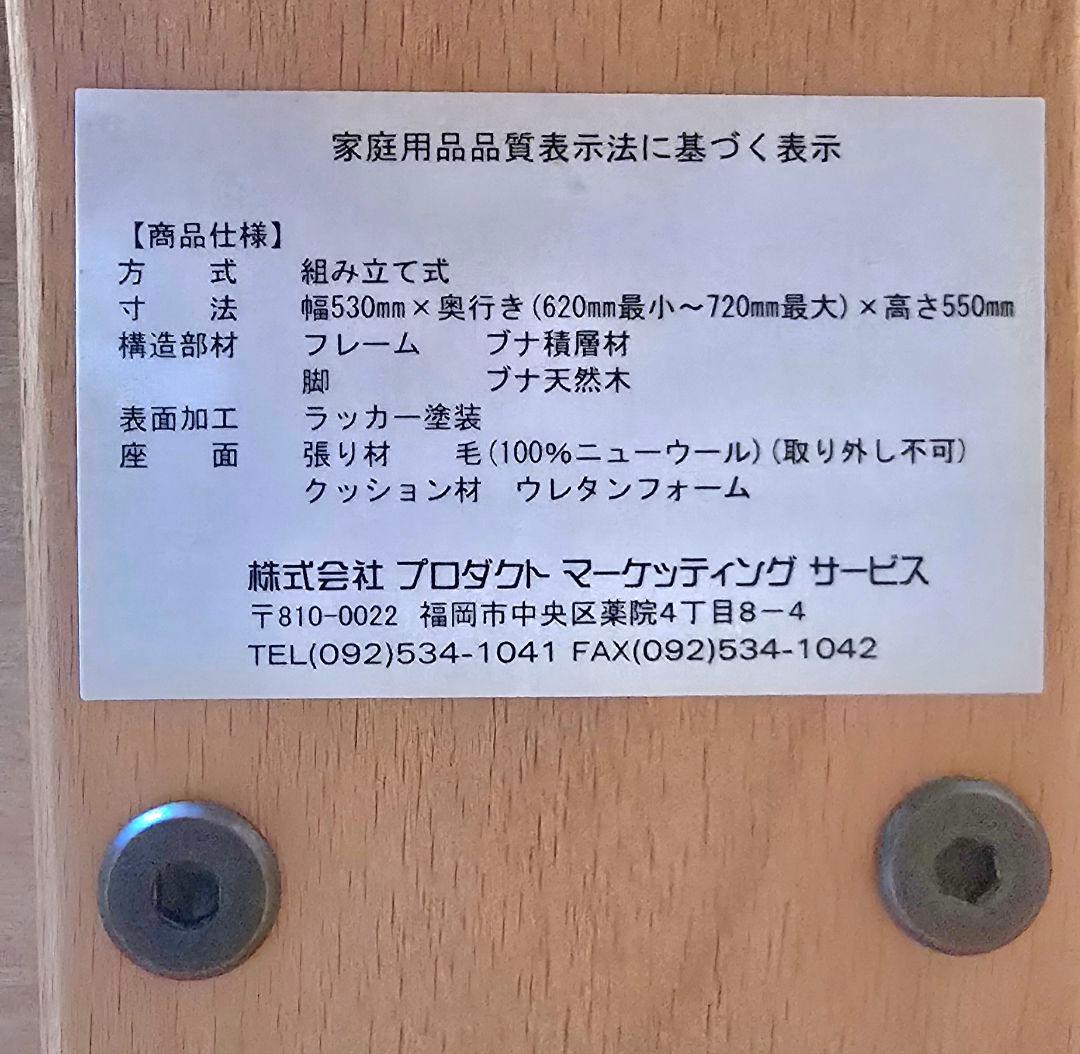 家庭用品品質表示法に基づく表示
【商品仕様】
方　　式　　組み立て式
寸　　法　　幅530㎜×奥行き(620㎜最小～720㎜最大)×高さ550㎜
構造部材　　フレーム　　ブナ積層材
脚　　　　　ブナ天然木
表面加工　　ラッカー塗装
座　　面　　張り材　　毛(100%ニューウール)(取り外し不可)
クッション材　ウレタンフォーム
株式会社 プロダクト マーケッティング サービス
〒810-0022 福岡市中央区薬院4丁目8－4
TEL(092)534-1041 FAX(092)534-1042